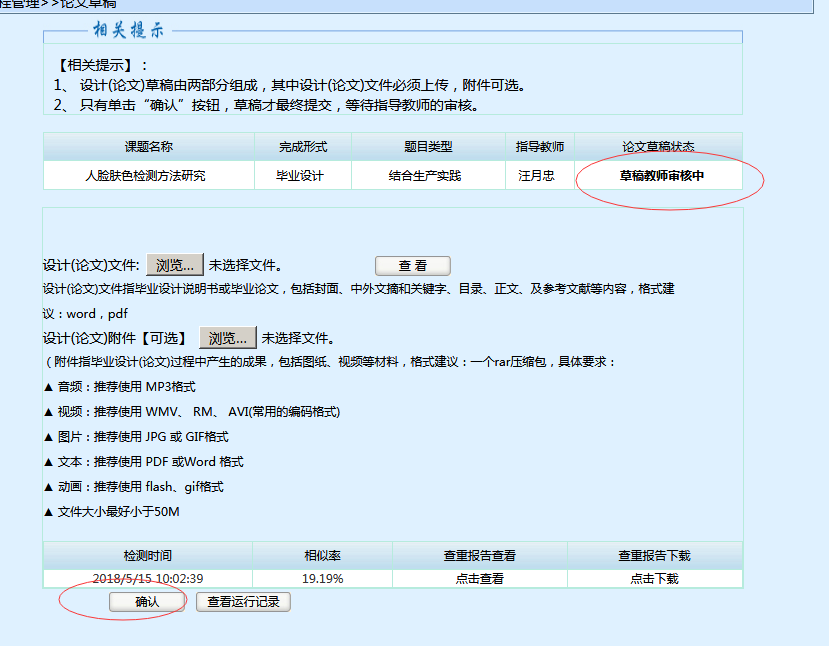 程管理>>论文草稿
相关提示
【相关提示】：
1、 设计(论文)草稿由两部分组成，其中设计(论文)文件必须上传，附件可选。
2、 只有单击“确认”按钮，草稿才最终提交，等待指导教师的审核。
课题名称 完成形式 题目类型 指导教师 论文草稿状态
人脸肤色检测方法研究 毕业设计 结合生产实践 汪月忠 草稿教师审核中
设计(论文)文件: 浏览... 未选择文件。 查 看
设计(论文)文件指毕业设计说明书或毕业论文，包括封面、中外文摘和关键字、目录、正文、及参考文献等内容，格式建
议：word，pdf
设计(论文)附件【可选】 浏览... 未选择文件。
（附件指毕业设计(论文)过程中产生的成果，包括图纸、视频等材料，格式建议：一个rar压缩包，具体要求：
▲ 音频：推荐使用 MP3格式
▲ 视频：推荐使用 WMV、 RM、 AVI(常用的编码格式)
▲ 图片：推荐使用 JPG 或 GIF格式
▲ 文本：推荐使用 PDF 或Word 格式
▲ 动画：推荐使用 flash、gif格式
▲ 文件大小最好小于50M
检测时间 相似率 查重报告查看 查重报告下载
2018/5/15 10:02:39 19.19% 点击查看 点击下载
确认 查看运行记录